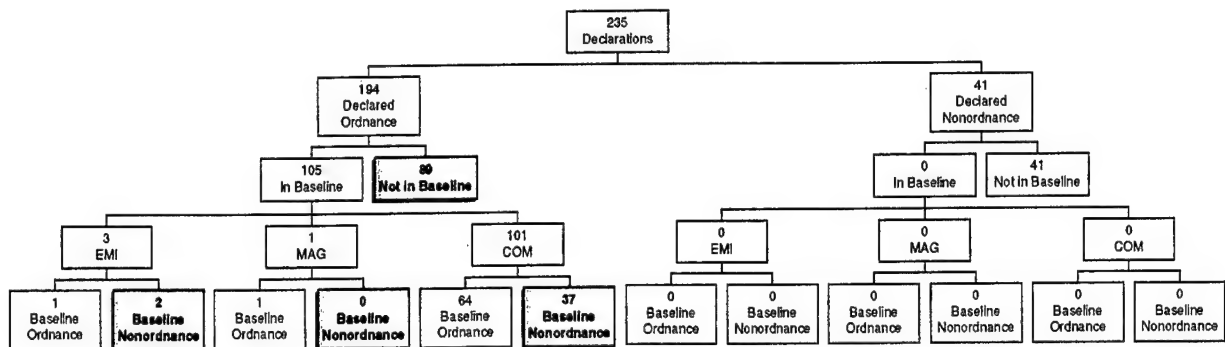 235
Declarations
194
Declared
Ordnance
41
Declared
Nonordnance
105
In Baseline
89
Not in Baseline
0
In Baseline
41
Not in Baseline
3
EMI
1
MAG
101
COM
0
EMI
0
MAG
0
COM
1
Baseline
Ordnance
2
Baseline
Nonordnance
1
Baseline
Ordnance
0
Baseline
Nonordnance
64
Baseline
Ordnance
37
Baseline
Nonordnance
0
Baseline
Ordnance
0
Baseline
Nonordnance
0
Baseline
Ordnance
0
Baseline
Nonordnance
0
Baseline
Ordnance
0
Baseline
Nonordnance